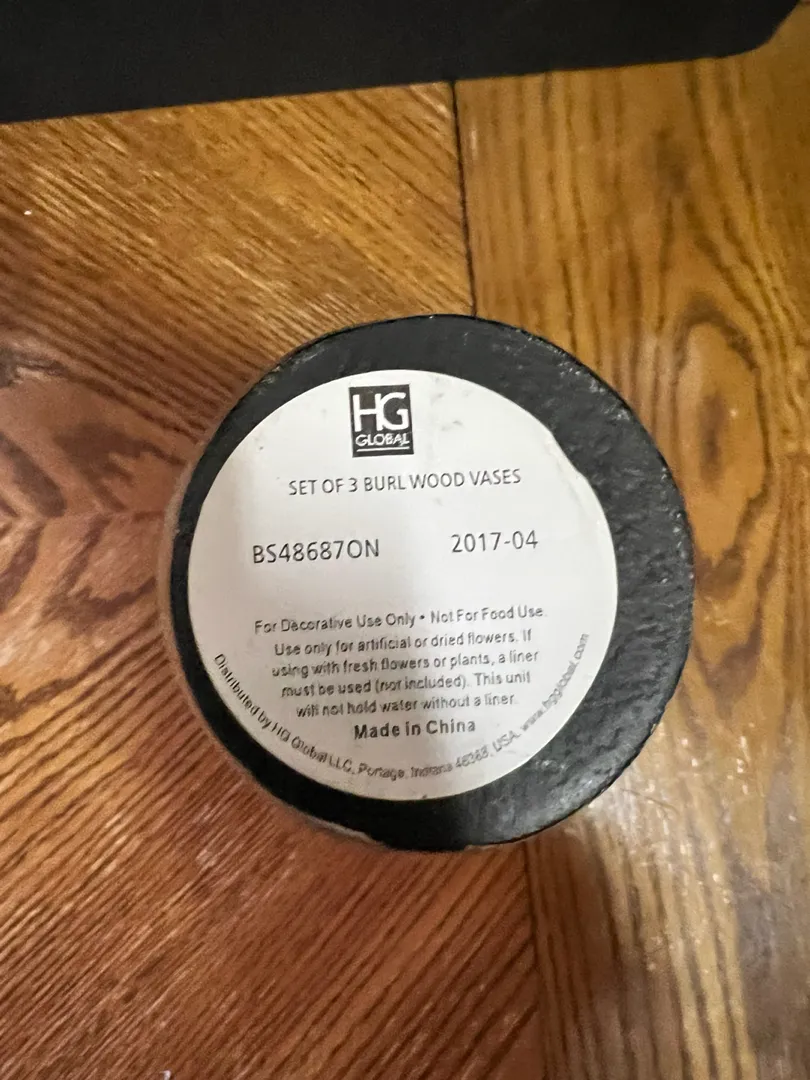 HG
GLOBAL
SET OF 3 BURL WOOD VASES
BS48687ON 2017-04
For Decorative Use Only • Not For Food Use.
Use only for artificial or dried flowers. If
using with fresh flowers or plants, a liner
must be used (not included). This unit
will not hold water without a liner.
Made in China
Distributed by HG Global LLC, Portage, Indiana 46368, USA. www.hgglobal.com